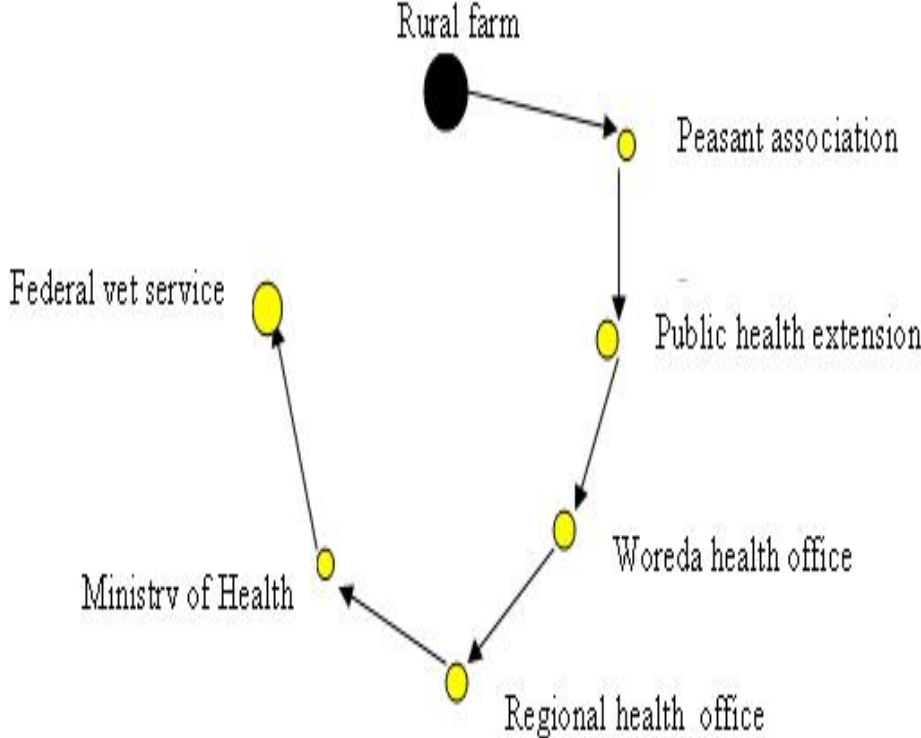 Rural farm
Peasant association
Federal vet service
Public health extension
Woreda health office
Ministry of Health
Regional health office